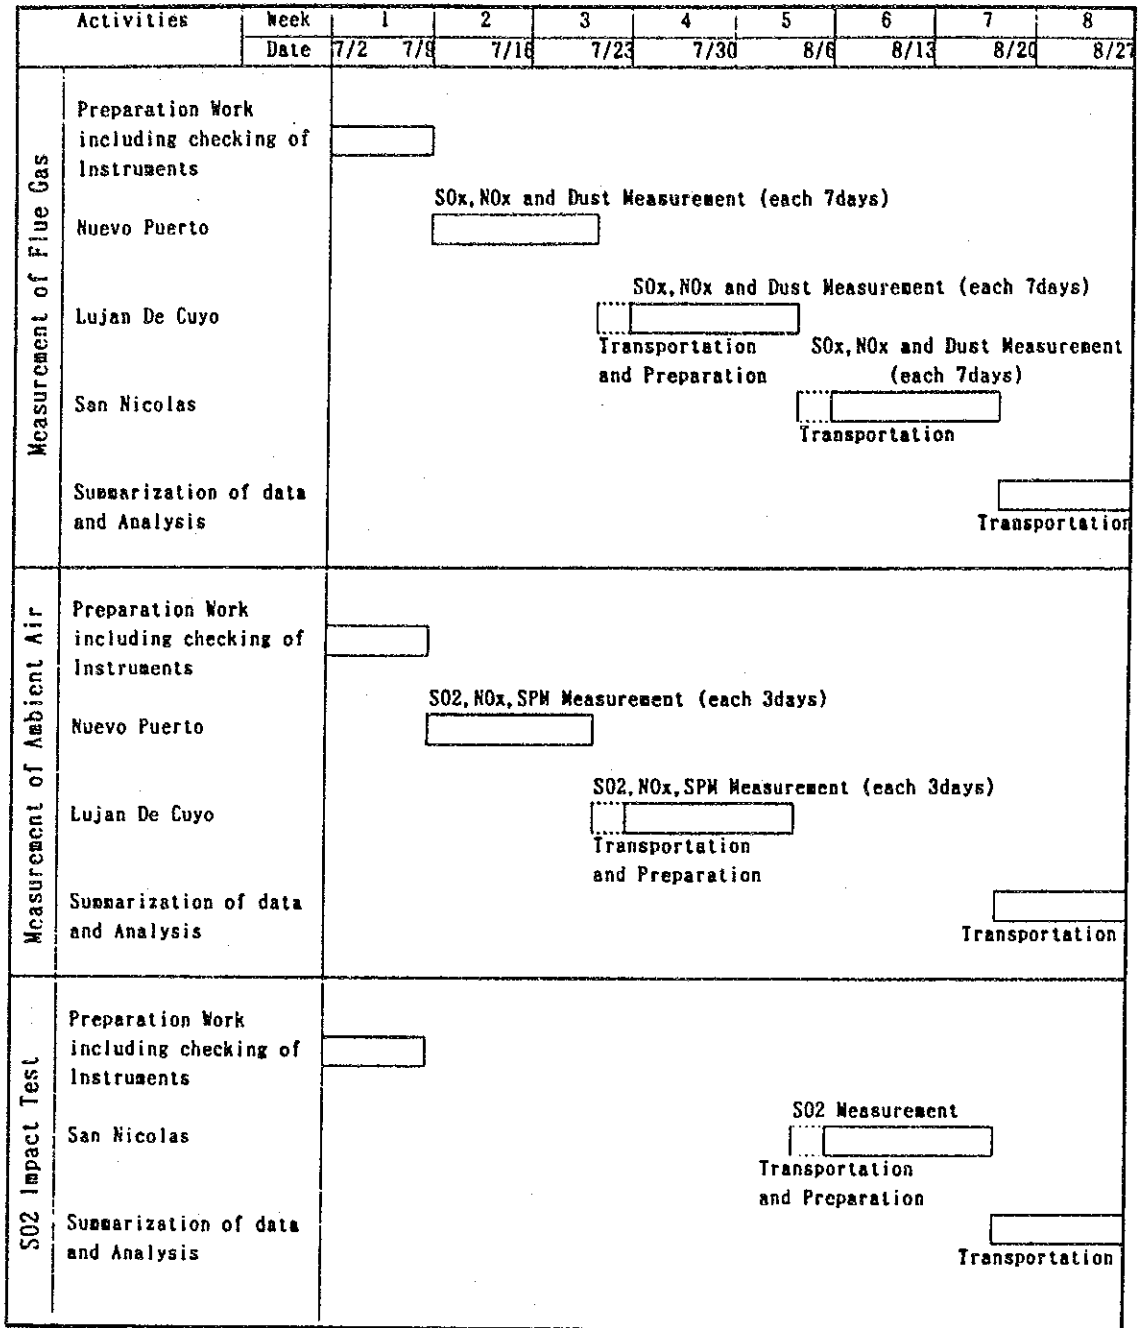 Activities Week 1 2 3 4 5 6 7 8
Date 7/2 7/9 7/16 7/23 7/30 8/6 8/13 8/20 8/27
Measurement of Flue Gas
Preparation Work
including checking of
Instruments
SOx,NOx and Dust Measurement (each 7days)
Nuevo Puerto
SOx,NOx and Dust Measurement (each 7days)
Lujan De Cuyo
Transportation
and Preparation
SOx,NOx and Dust Measurement
(each 7days)
San Nicolas
Transportation
Summarization of data
and Analysis
Transportation
Measurement of Ambient Air
Preparation Work
including checking of
Instruments
SO2,NOx,SPM Measurement (each 3days)
Nuevo Puerto
SO2,NOx,SPM Measurement (each 3days)
Lujan De Cuyo
Transportation
and Preparation
Summarization of data
and Analysis
Transportation
SO2 Impact Test
Preparation Work
including checking of
Instruments
SO2 Measurement
San Nicolas
Transportation
and Preparation
Summarization of data
and Analysis
Transportation